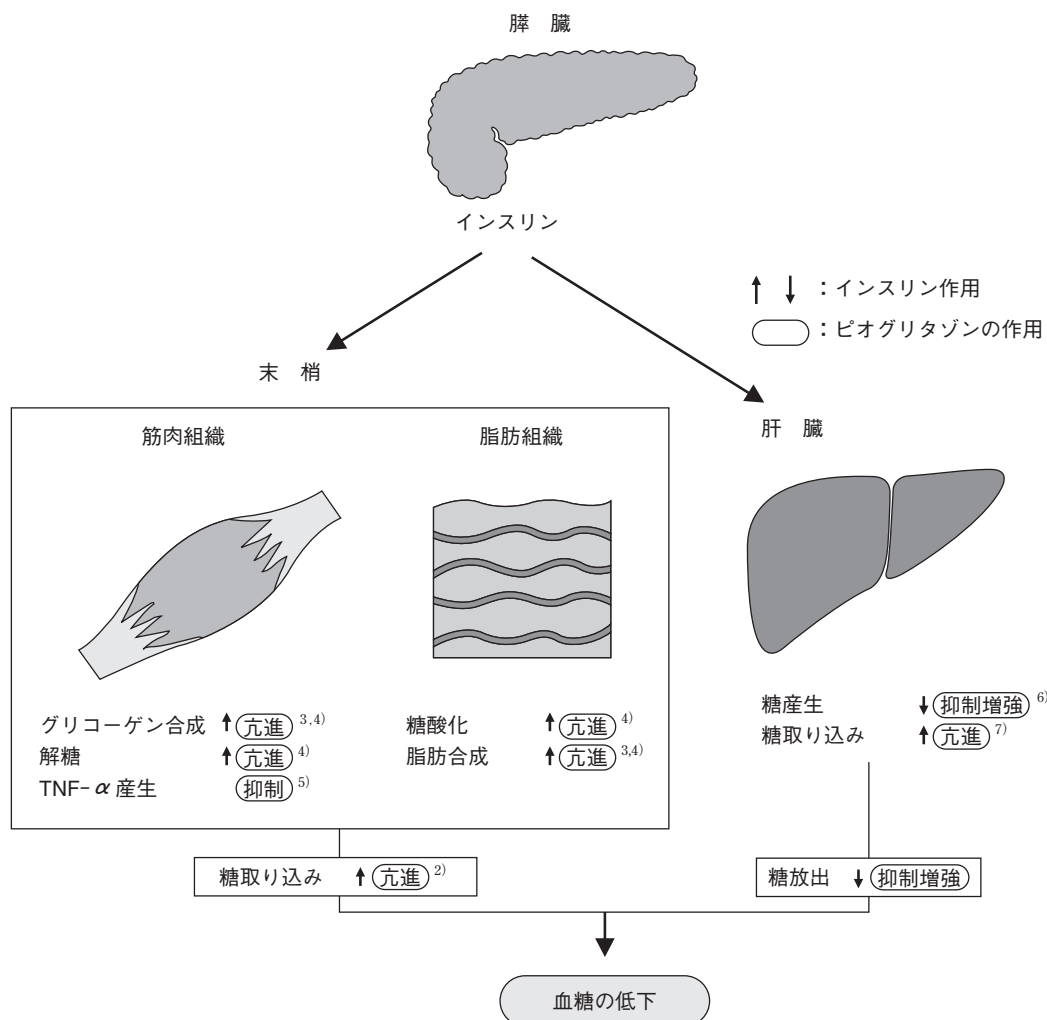 膵　臓
インスリン
↑ ↓ ：インスリン作用
：ピオグリタゾンの作用
末　梢
肝　臓
筋肉組織
脂肪組織
グリコーゲン合成 ↑ 亢進 3,4)
解糖 ↑ 亢進 4)
TNF-α産生 抑制 5)
糖酸化 ↑ 亢進 4)
脂肪合成 ↑ 亢進 3,4)
糖産生 ↓ 抑制増強 6)
糖取り込み ↑ 亢進 7)
糖取り込み ↑ 亢進 2)
糖放出 ↓ 抑制増強
血糖の低下